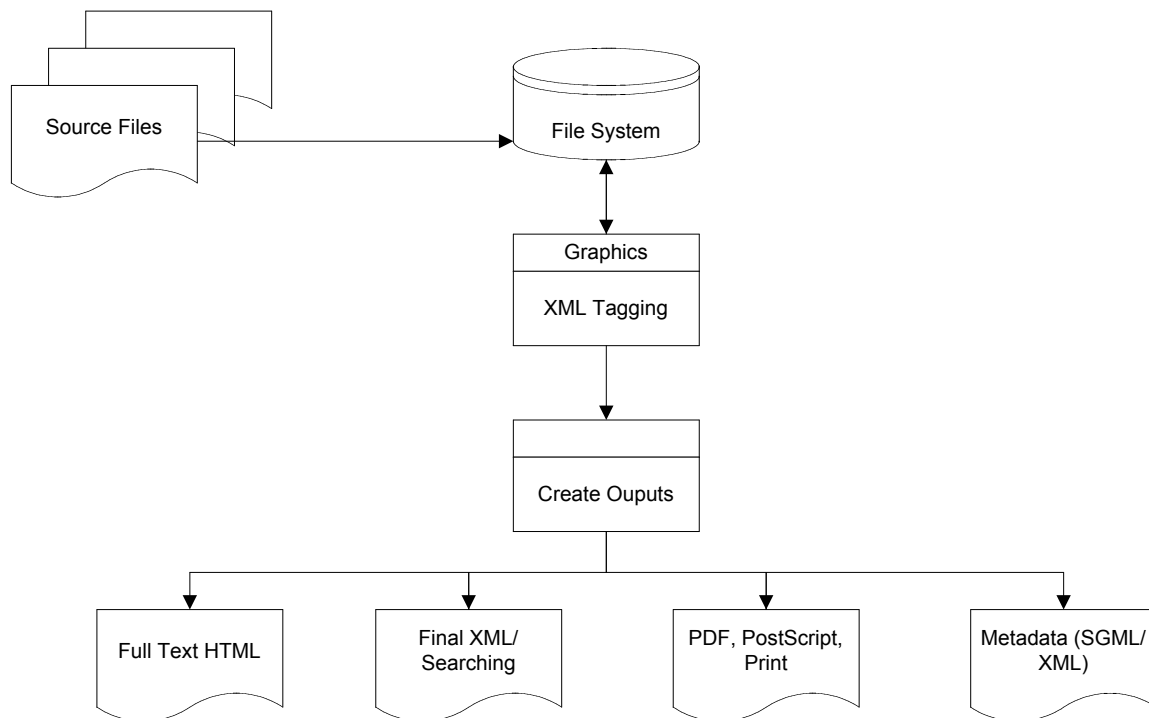 Source Files
File System
Graphics
XML Tagging
Create Ouputs
Full Text HTML
Final XML/
Searching
PDF, PostScript,
Print
Metadata (SGML/
XML)